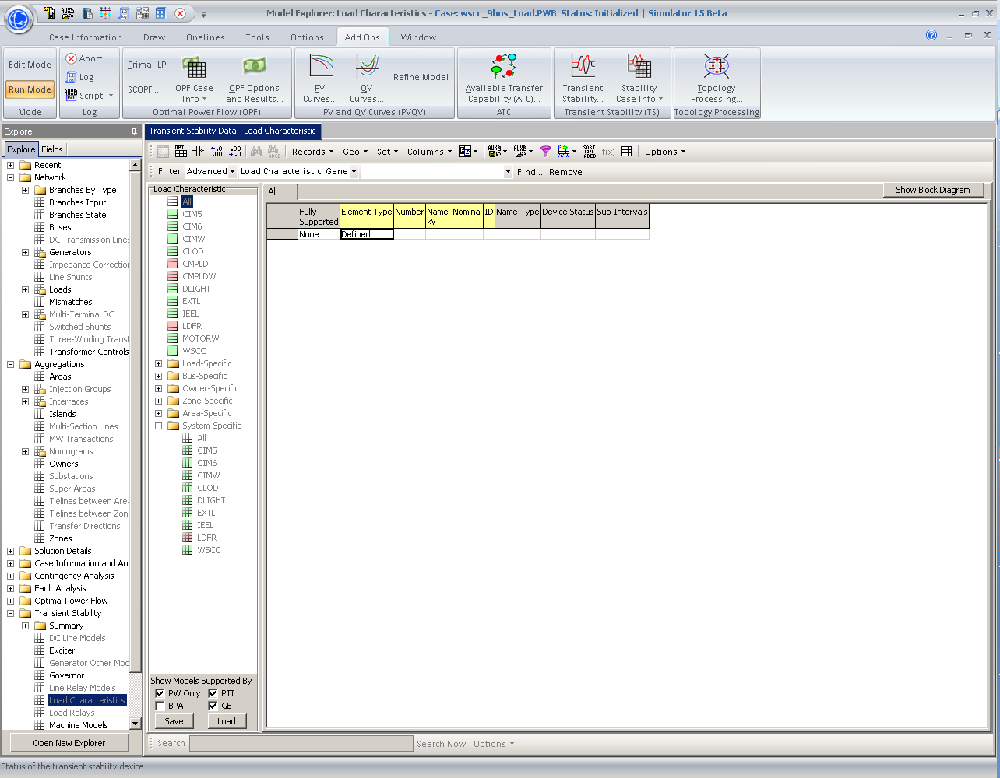 Model Explorer: Load Characteristics - Case: wscc_9bus_Load.PWB Status: Initialized | Simulator 15 Beta
Case Information Draw Onelines Tools Options Add Ons Window
Edit Mode
Run Mode
Mode
Abort
Log
Script
Log
Primal LP
SCOPF...
OPF Case
Info
OPF Options
and Results...
Optimal Power Flow (OPF)
PV
Curves...
QV
Curves...
Refine Model
PV and QV Curves (PVQV)
Available Transfer
Capability (ATC)...
ATC
Transient
Stability...
Stability
Case Info
Transient Stability (TS)
Topology
Processing...
Topology Processing
Explore
Explore Fields
Recent
Network
Branches By Type
Branches Input
Branches State
Buses
DC Transmission Lines
Generators
Impedance Correction
Line Shunts
Loads
Mismatches
Multi-Terminal DC
Switched Shunts
Three-Winding Transf
Transformer Controls
Aggregations
Areas
Injection Groups
Interfaces
Islands
Multi-Section Lines
MW Transactions
Nomograms
Owners
Substations
Super Areas
Tielines between Area
Tielines between Zone
Transfer Directions
Zones
Solution Details
Case Information and Au
Contingency Analysis
Fault Analysis
Optimal Power Flow
Transient Stability
Summary
DC Line Models
Exciter
Generator Other Mod
Governor
Line Relay Models
Load Characteristics
Load Relays
Machine Models
Open New Explorer
Transient Stability Data - Load Characteristic
Records Geo Set Columns AUXB AUXB SORT 124 ABED f(x) Options
Filter Advanced Load Characteristic: Gene Find... Remove
Load Characteristic
All
CIM5
CIM6
CIMW
CLOD
CMPLD
CMPLDW
DLIGHT
EXTL
IEEL
LDFR
MOTORW
WSCC
Load-Specific
Bus-Specific
Owner-Specific
Zone-Specific
Area-Specific
System-Specific
All
CIM5
CIM6
CIMW
CLOD
DLIGHT
EXTL
IEEL
LDFR
WSCC
Show Models Supported By
PW Only PTI
BPA GE
Save Load
All
Show Block Diagram
Fully Supported Element Type Number Name_Nominal kV ID Name Type Device Status Sub-Intervals
None Defined
Search Search Now Options
Status of the transient stability device